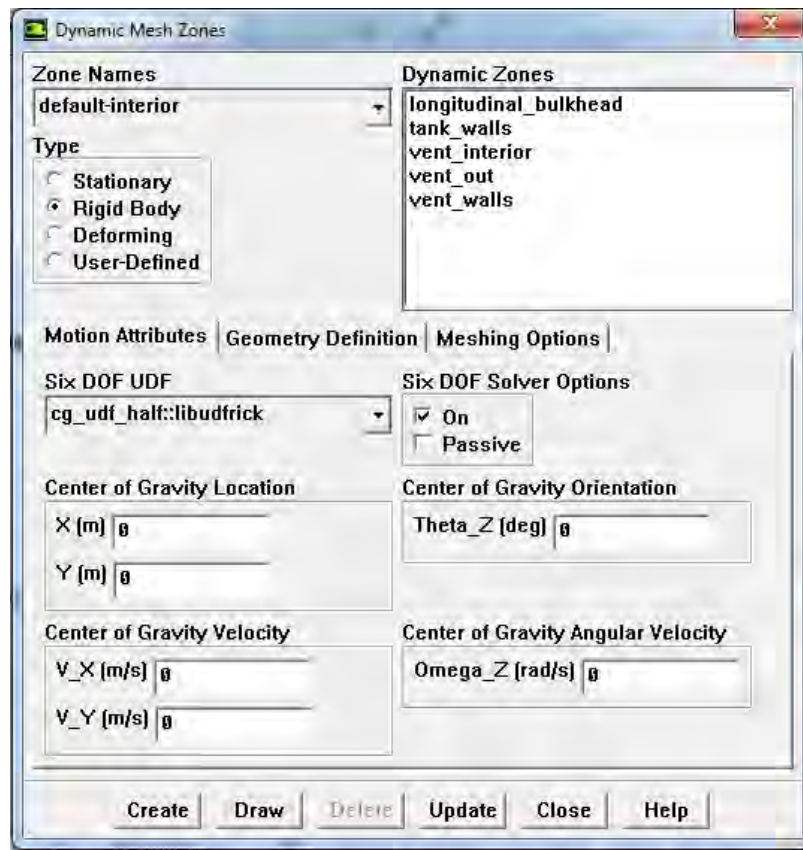 Dynamic Mesh Zones
Zone Names
default-interior
Type
Stationary
Rigid Body
Deforming
User-Defined
Dynamic Zones
longitudinal_bulkhead
tank_walls
vent_interior
vent_out
vent_walls
Motion Attributes Geometry Definition Meshing Options
Six DOF UDF
cg_udf_half::libudfrick
Six DOF Solver Options
On
Passive
Center of Gravity Location
X (m) 0
Y (m) 0
Center of Gravity Orientation
Theta_Z (deg) 0
Center of Gravity Velocity
V_X (m/s) 0
V_Y (m/s) 0
Center of Gravity Angular Velocity
Omega_Z (rad/s) 0
Create Draw Delete Update Close Help